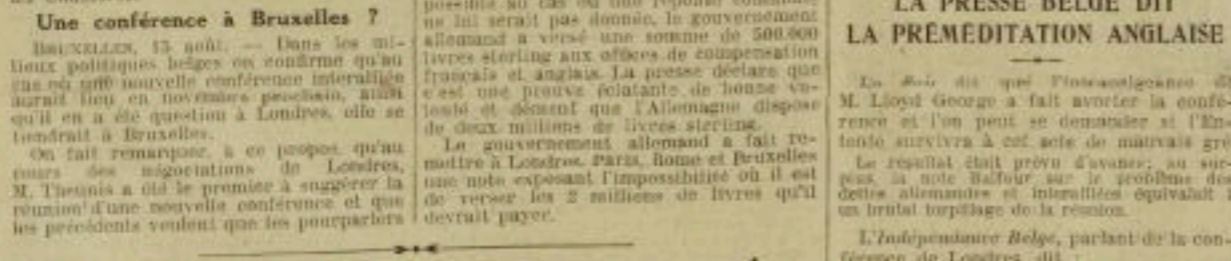 Une conférence à Bruxelles ?
BRUXELLES, 15 août. — Dans les mi-
lieux politiques belges on confirme qu'au
cas où une nouvelle conférence interalliée
aurait lieu en novembre prochain, ainsi
qu'il en a été question à Londres, elle se
tiendrait à Bruxelles.
On fait remarquer, à ce propos, qu'au
cours des négociations de Londres,
M. Theunis a été le premier à suggérer la
réunion d'une nouvelle conférence et que
les précédents veulent que les pourparlers
possible au cas où une réponse
ne lui serait pas donnée, le gouvernement
allemand a versé une somme de 500.000
livres sterling aux offices de compensation
français et anglais. La presse déclare que
c'est une preuve éclatante de bonne vo-
lonté et dément que l'Allemagne dispose
de deux millions de livres sterling.
Le gouvernement allemand a fait re-
mettre à Londres, Paris, Rome et Bruxelles
une note exposant l'impossibilité où il est
de verser les 2 millions de livres qu'il
devrait payer.
LA PRESSE BELGE DIT
LA PRÉMÉDITATION ANGLAISE
Le Soir dit que l'intransigeance de
M. Lloyd George a fait avorter la confé-
rence et l'on peut se demander si l'En-
tente survivra à cet acte de mauvais gré
Le résultat était prévu d'avance; au sur-
plus, la note Balfour sur le problème des
dettes allemandes et interalliées équivalait
un brutal torpillage de la réunion.
L'Indépendance Belge, parlant de la con-
férence de Londres, dit :